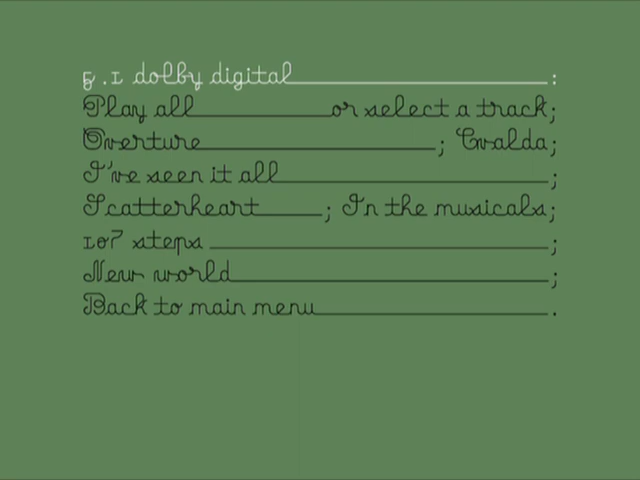 5.1 dolby digital :
Play all or select a track;
Overture ; Cvalda;
I've seen it all ;
Scatterheart ; In the musicals;
107 steps ;
New world ;
Back to main menu .